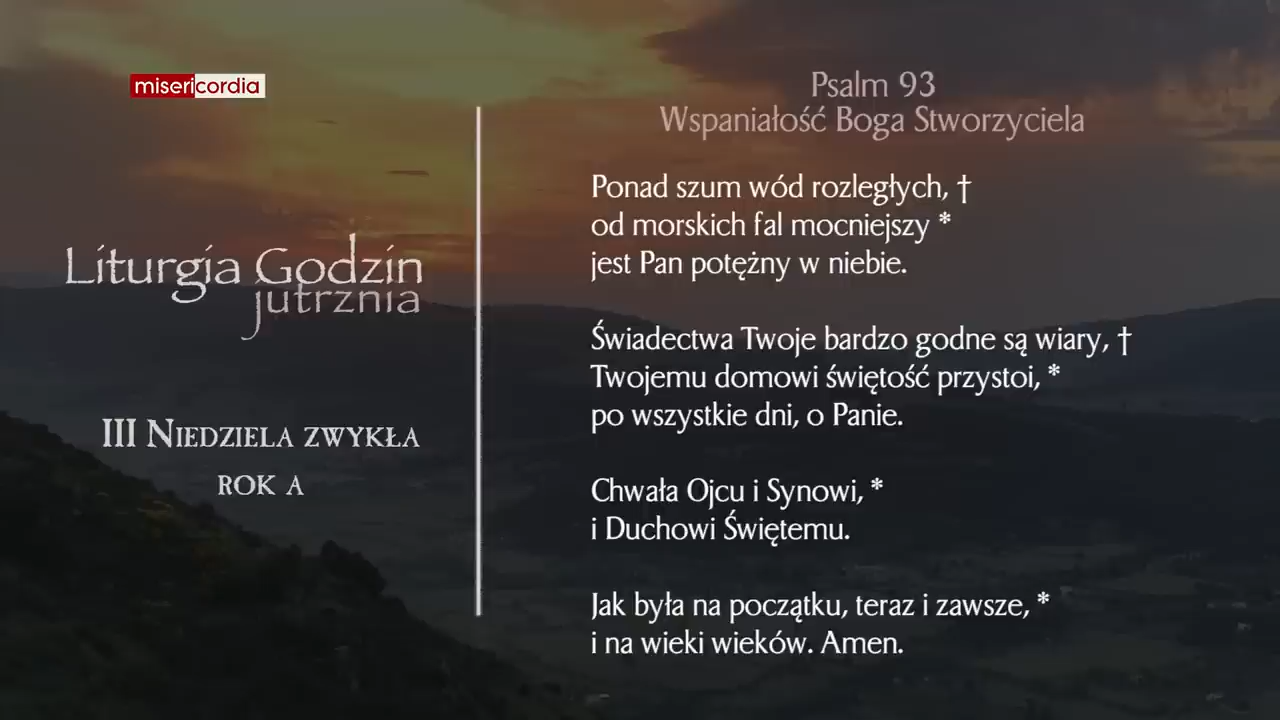 misericordia
Liturgia Godzin
jutrznia
III Niedziela zwykła
rok A
Psalm 93
Wspaniałość Boga Stworzyciela
Ponad szum wód rozległych, †
od morskich fal mocniejszy *
jest Pan potężny w niebie.
Świadectwa Twoje bardzo godne są wiary, †
Twojemu domowi świętość przystoi, *
po wszystkie dni, o Panie.
Chwała Ojcu i Synowi, *
i Duchowi Świętemu.
Jak była na początku, teraz i zawsze, *
i na wieki wieków. Amen.